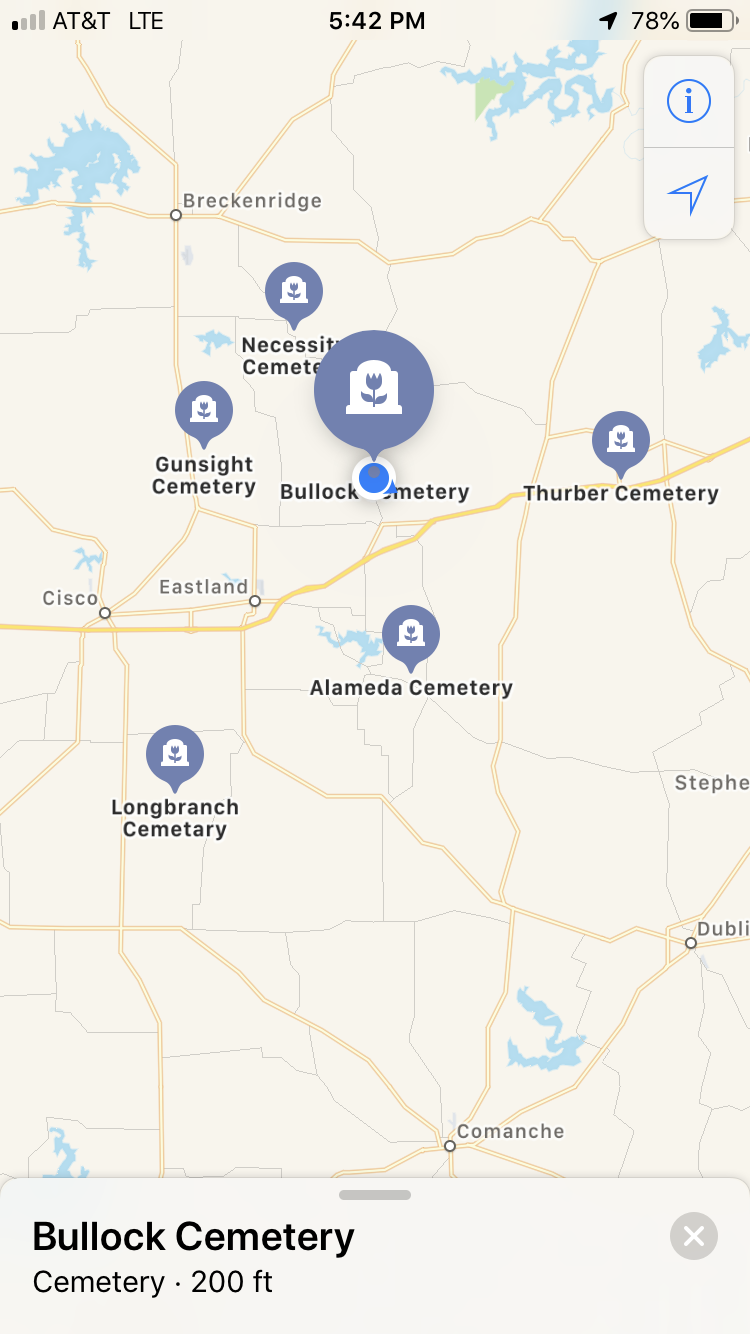 AT&T LTE 5:42 PM 78%
Breckenridge
Necessit
Cemete
Gunsight
Cemetery
Bullock metery
Thurber Cemetery
Eastland
Cisco
Alameda Cemetery
Stephe
Longbranch
Cemetary
Dubli
Comanche
Bullock Cemetery
Cemetery · 200 ft